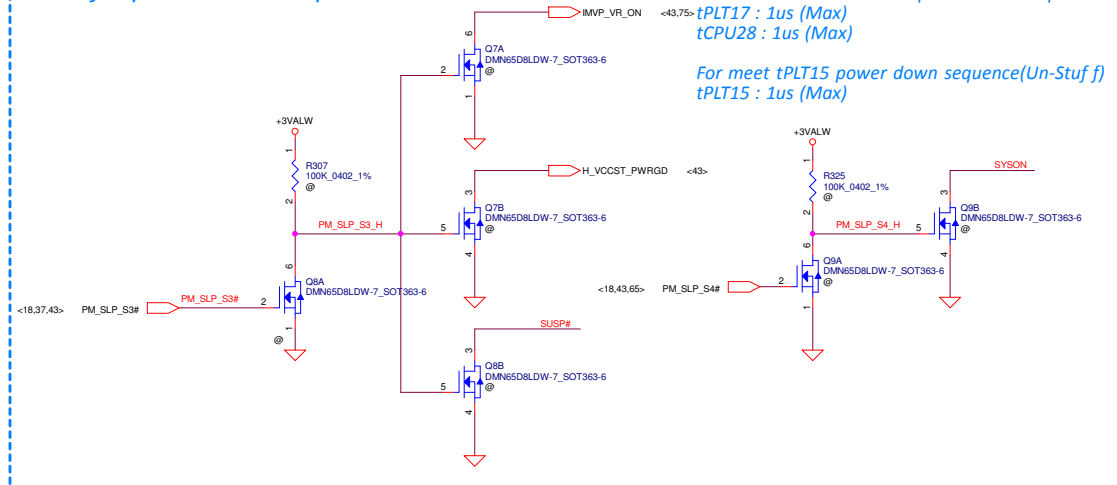 IMVP_VR_ON <43,75>
tPLT17 : 1us (Max)
tCPU28 : 1us (Max)
For meet tPLT15 power down sequence(Un-Stuf f)
tPLT15 : 1us (Max)
6
Q7A
DMN65D8LDW-7_SOT363-6
@
2
1
+3VALW
1
R307
100K_0402_1%
@
2
PM_SLP_S3_H
H_VCCST_PWRGD <43>
3
Q7B
DMN65D8LDW-7_SOT363-6
@
5
4
6
Q8A
DMN65D8LDW-7_SOT363-6
<18,37,43> PM_SLP_S3#
PM_SLP_S3#
2
1
@
SUSP#
3
Q8B
DMN65D8LDW-7_SOT363-6
@
5
4
+3VALW
1
R325
100K_0402_1%
@
2
PM_SLP_S4_H
SYSON
3
Q9B
DMN65D8LDW-7_SOT363-6
@
5
4
6
Q9A
DMN65D8LDW-7_SOT363-6
@
<18,43,65> PM_SLP_S4#
2
1